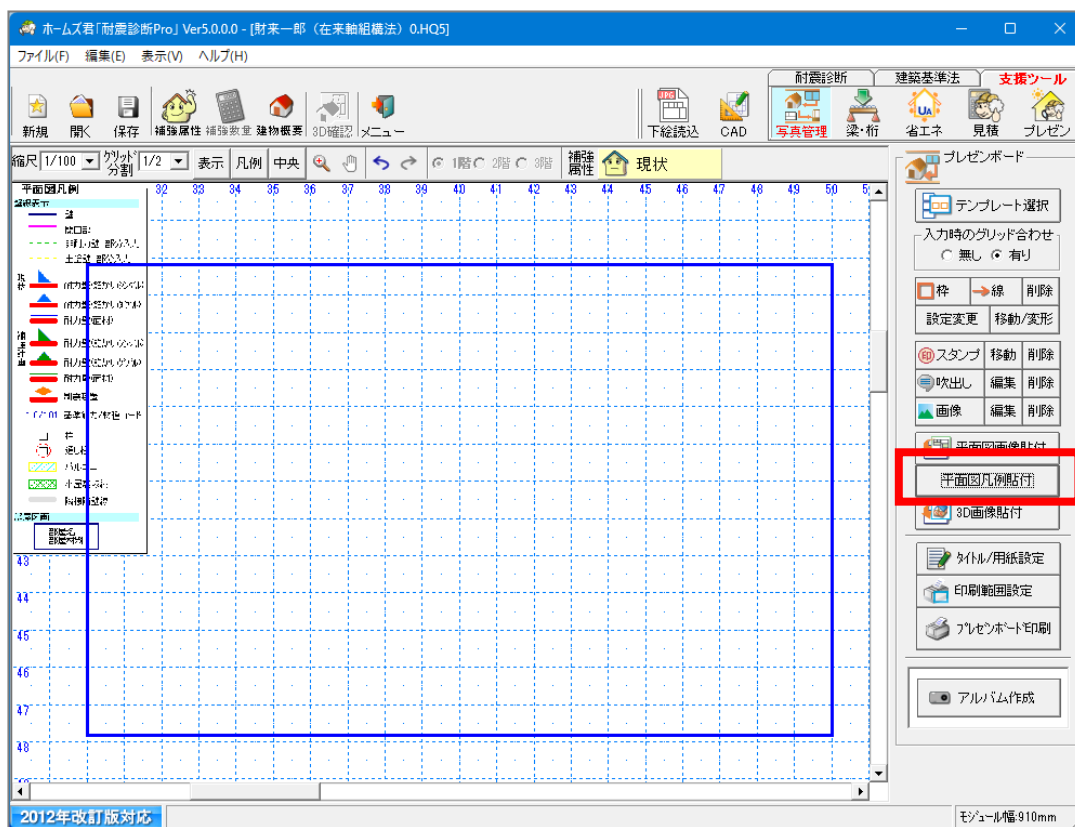 ホームズ君「耐震診断Pro」Ver5.0.0.0 - [財来一郎（在来軸組構法）0.HQ5]
ファイル(F) 編集(E) 表示(V) ヘルプ(H)
耐震診断 建築基準法 支援ツール
新規 開く 保存 補強属性 補強数量 建物概要 3D確認 メニュー 下絵読込 CAD 写真管理 梁・桁 省エネ 見積 プレゼン
縮尺 1/100 グリッド分割 1/2 表示 凡例 中央 1階 2階 3階 補強属性 現状
平面図凡例
32 33 34 35 36 37 38 39 40 41 42 43 44 45 46 47 48 49 50
壁
開口部
柱
部屋名
43
44
45
46
47
48
プレゼンボード
テンプレート選択
入力時のグリッド合わせ
無し 有り
枠 線 削除
設定変更 移動/変形
印 スタンプ 移動 削除
吹出し 編集 削除
画像 編集 削除
平面図画像貼付
平面図凡例貼付
3D画像貼付
タイトル/用紙設定
印刷範囲設定
プレゼンボード印刷
アルバム作成
2012年改訂版対応
モジュール幅:910mm